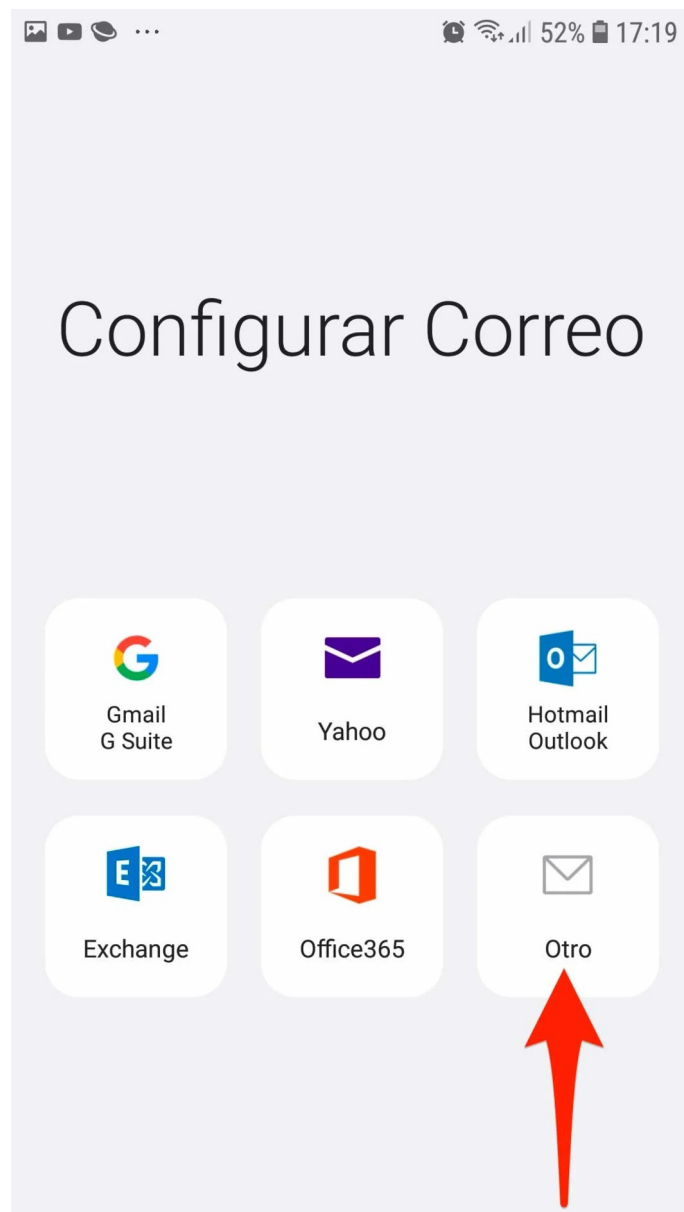 52% 17:19
Configurar Correo
Gmail
G Suite
Yahoo
Hotmail
Outlook
Exchange
Office365
Otro